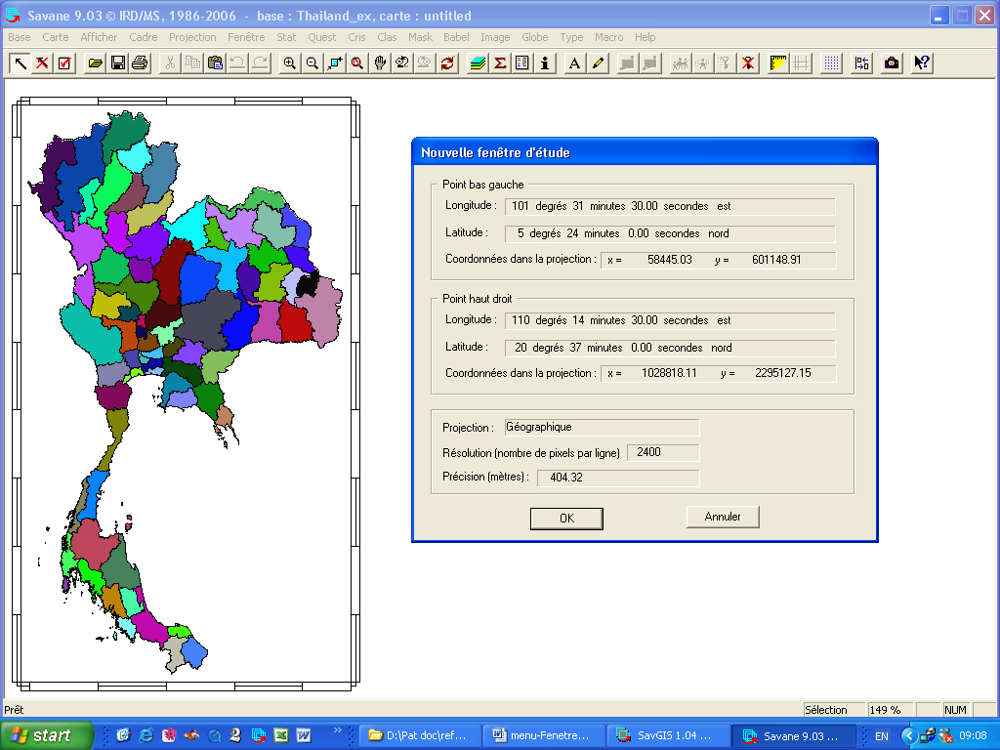 Savane 9.03 © IRD/MS, 1986-2006 - base : Thailand_ex, carte : untitled
Base Carte Afficher Cadre Projection Fenêtre Stat Quest Cris Clas Mask Babel Image Globe Type Macro Help
Nouvelle fenêtre d'étude
Point bas gauche
Longitude : 101 degrés 31 minutes 30.00 secondes est
Latitude : 5 degrés 24 minutes 0.00 secondes nord
Coordonnées dans la projection : x = 58445.03 y = 601148.91
Point haut droit
Longitude : 110 degrés 14 minutes 30.00 secondes est
Latitude : 20 degrés 37 minutes 0.00 secondes nord
Coordonnées dans la projection : x = 1028818.11 y = 2295127.15
Projection : Géographique
Résolution (nombre de pixels par ligne) 2400
Précision (mètres) : 404.32
OK Annuler
Prêt Sélection 149 % NUM
start D:\Pat doc\ref... menu-Fenetre... SavGIS 1.04 ... Savane 9.03 ... EN 09:08